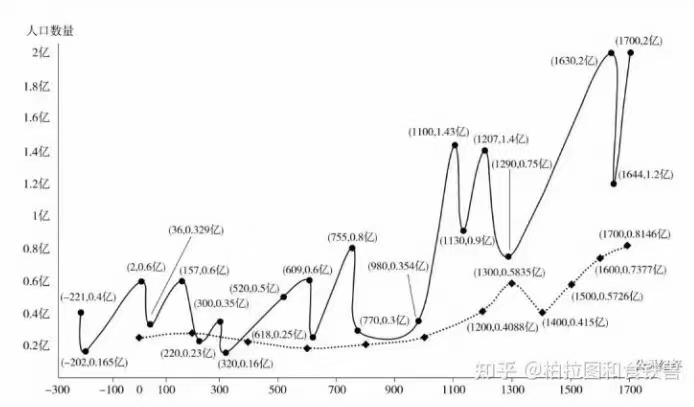 人口数量
2亿
1.8亿
1.6亿
1.4亿
1.2亿
1亿
0.8亿
0.6亿
0.4亿
0.2亿
(-221,0.4亿)
(-202,0.165亿)
(2,0.6亿)
(36,0.329亿)
(157,0.6亿)
(220,0.23亿)
(300,0.35亿)
(320,0.16亿)
(520,0.5亿)
(609,0.6亿)
(618,0.25亿)
(755,0.8亿)
(770,0.3亿)
(980,0.354亿)
(1100,1.43亿)
(1130,0.9亿)
(1207,1.4亿)
(1290,0.75亿)
(1630,2亿)
(1700,2亿)
(1644,1.2亿)
(1200,0.4088亿)
(1300,0.5835亿)
(1400,0.415亿)
(1500,0.5726亿)
(1600,0.7377亿)
(1700,0.8146亿)
-300 -100 0 100 300 500 700 900 1100 1300 1500 1700
知乎 @柏拉图和食铁兽